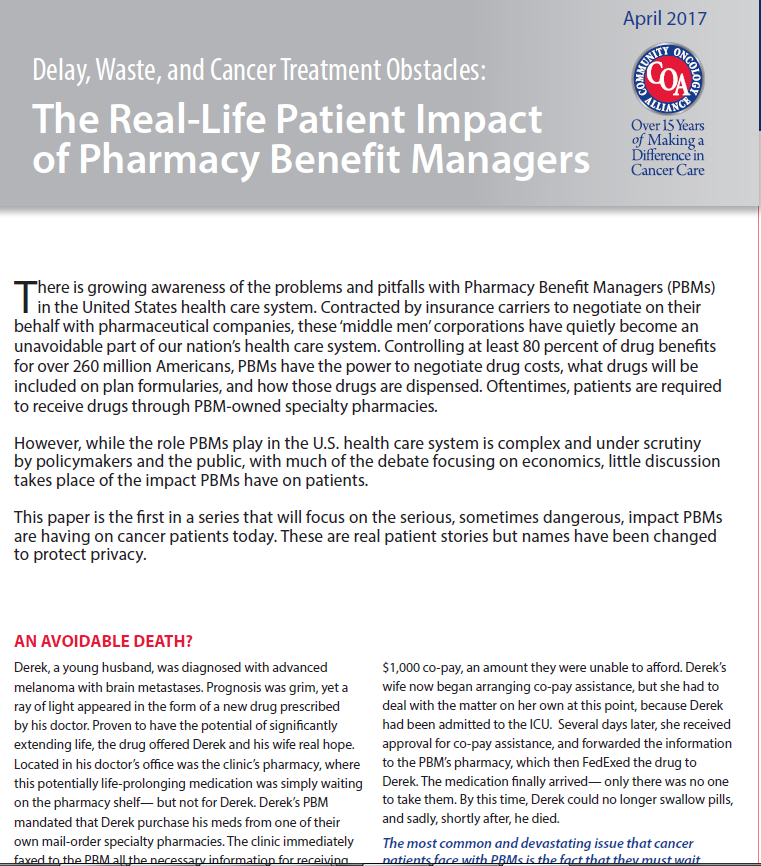 April 2017
Delay, Waste, and Cancer Treatment Obstacles:
The Real-Life Patient Impact
of Pharmacy Benefit Managers
COMMUNITY ONCOLOGY
COA
ALLIANCE
Over 15 Years
of Making a
Difference in
Cancer Care
There is growing awareness of the problems and pitfalls with Pharmacy Benefit Managers (PBMs)
in the United States health care system. Contracted by insurance carriers to negotiate on their
behalf with pharmaceutical companies, these ‘middle men’ corporations have quietly become an
unavoidable part of our nation’s health care system. Controlling at least 80 percent of drug benefits
for over 260 million Americans, PBMs have the power to negotiate drug costs, what drugs will be
included on plan formularies, and how those drugs are dispensed. Oftentimes, patients are required
to receive drugs through PBM-owned specialty pharmacies.
However, while the role PBMs play in the U.S. health care system is complex and under scrutiny
by policymakers and the public, with much of the debate focusing on economics, little discussion
takes place of the impact PBMs have on patients.
This paper is the first in a series that will focus on the serious, sometimes dangerous, impact PBMs
are having on cancer patients today. These are real patient stories but names have been changed
to protect privacy.
AN AVOIDABLE DEATH?
Derek, a young husband, was diagnosed with advanced
melanoma with brain metastases. Prognosis was grim, yet a
ray of light appeared in the form of a new drug prescribed
by his doctor. Proven to have the potential of significantly
extending life, the drug offered Derek and his wife real hope.
Located in his doctor’s office was the clinic’s pharmacy, where
this potentially life-prolonging medication was simply waiting
on the pharmacy shelf— but not for Derek. Derek’s PBM
mandated that Derek purchase his meds from one of their
own mail-order specialty pharmacies. The clinic immediately
faxed to the PBM all the necessary information for receiving
$1,000 co-pay, an amount they were unable to afford. Derek’s
wife now began arranging co-pay assistance, but she had to
deal with the matter on her own at this point, because Derek
had been admitted to the ICU.  Several days later, she received
approval for co-pay assistance, and forwarded the information
to the PBM’s pharmacy, which then FedExed the drug to
Derek. The medication finally arrived— only there was no one
to take them. By this time, Derek could no longer swallow pills,
and sadly, shortly after, he died.
The most common and devastating issue that cancer
patients face with PBMs is the fact that they must wait